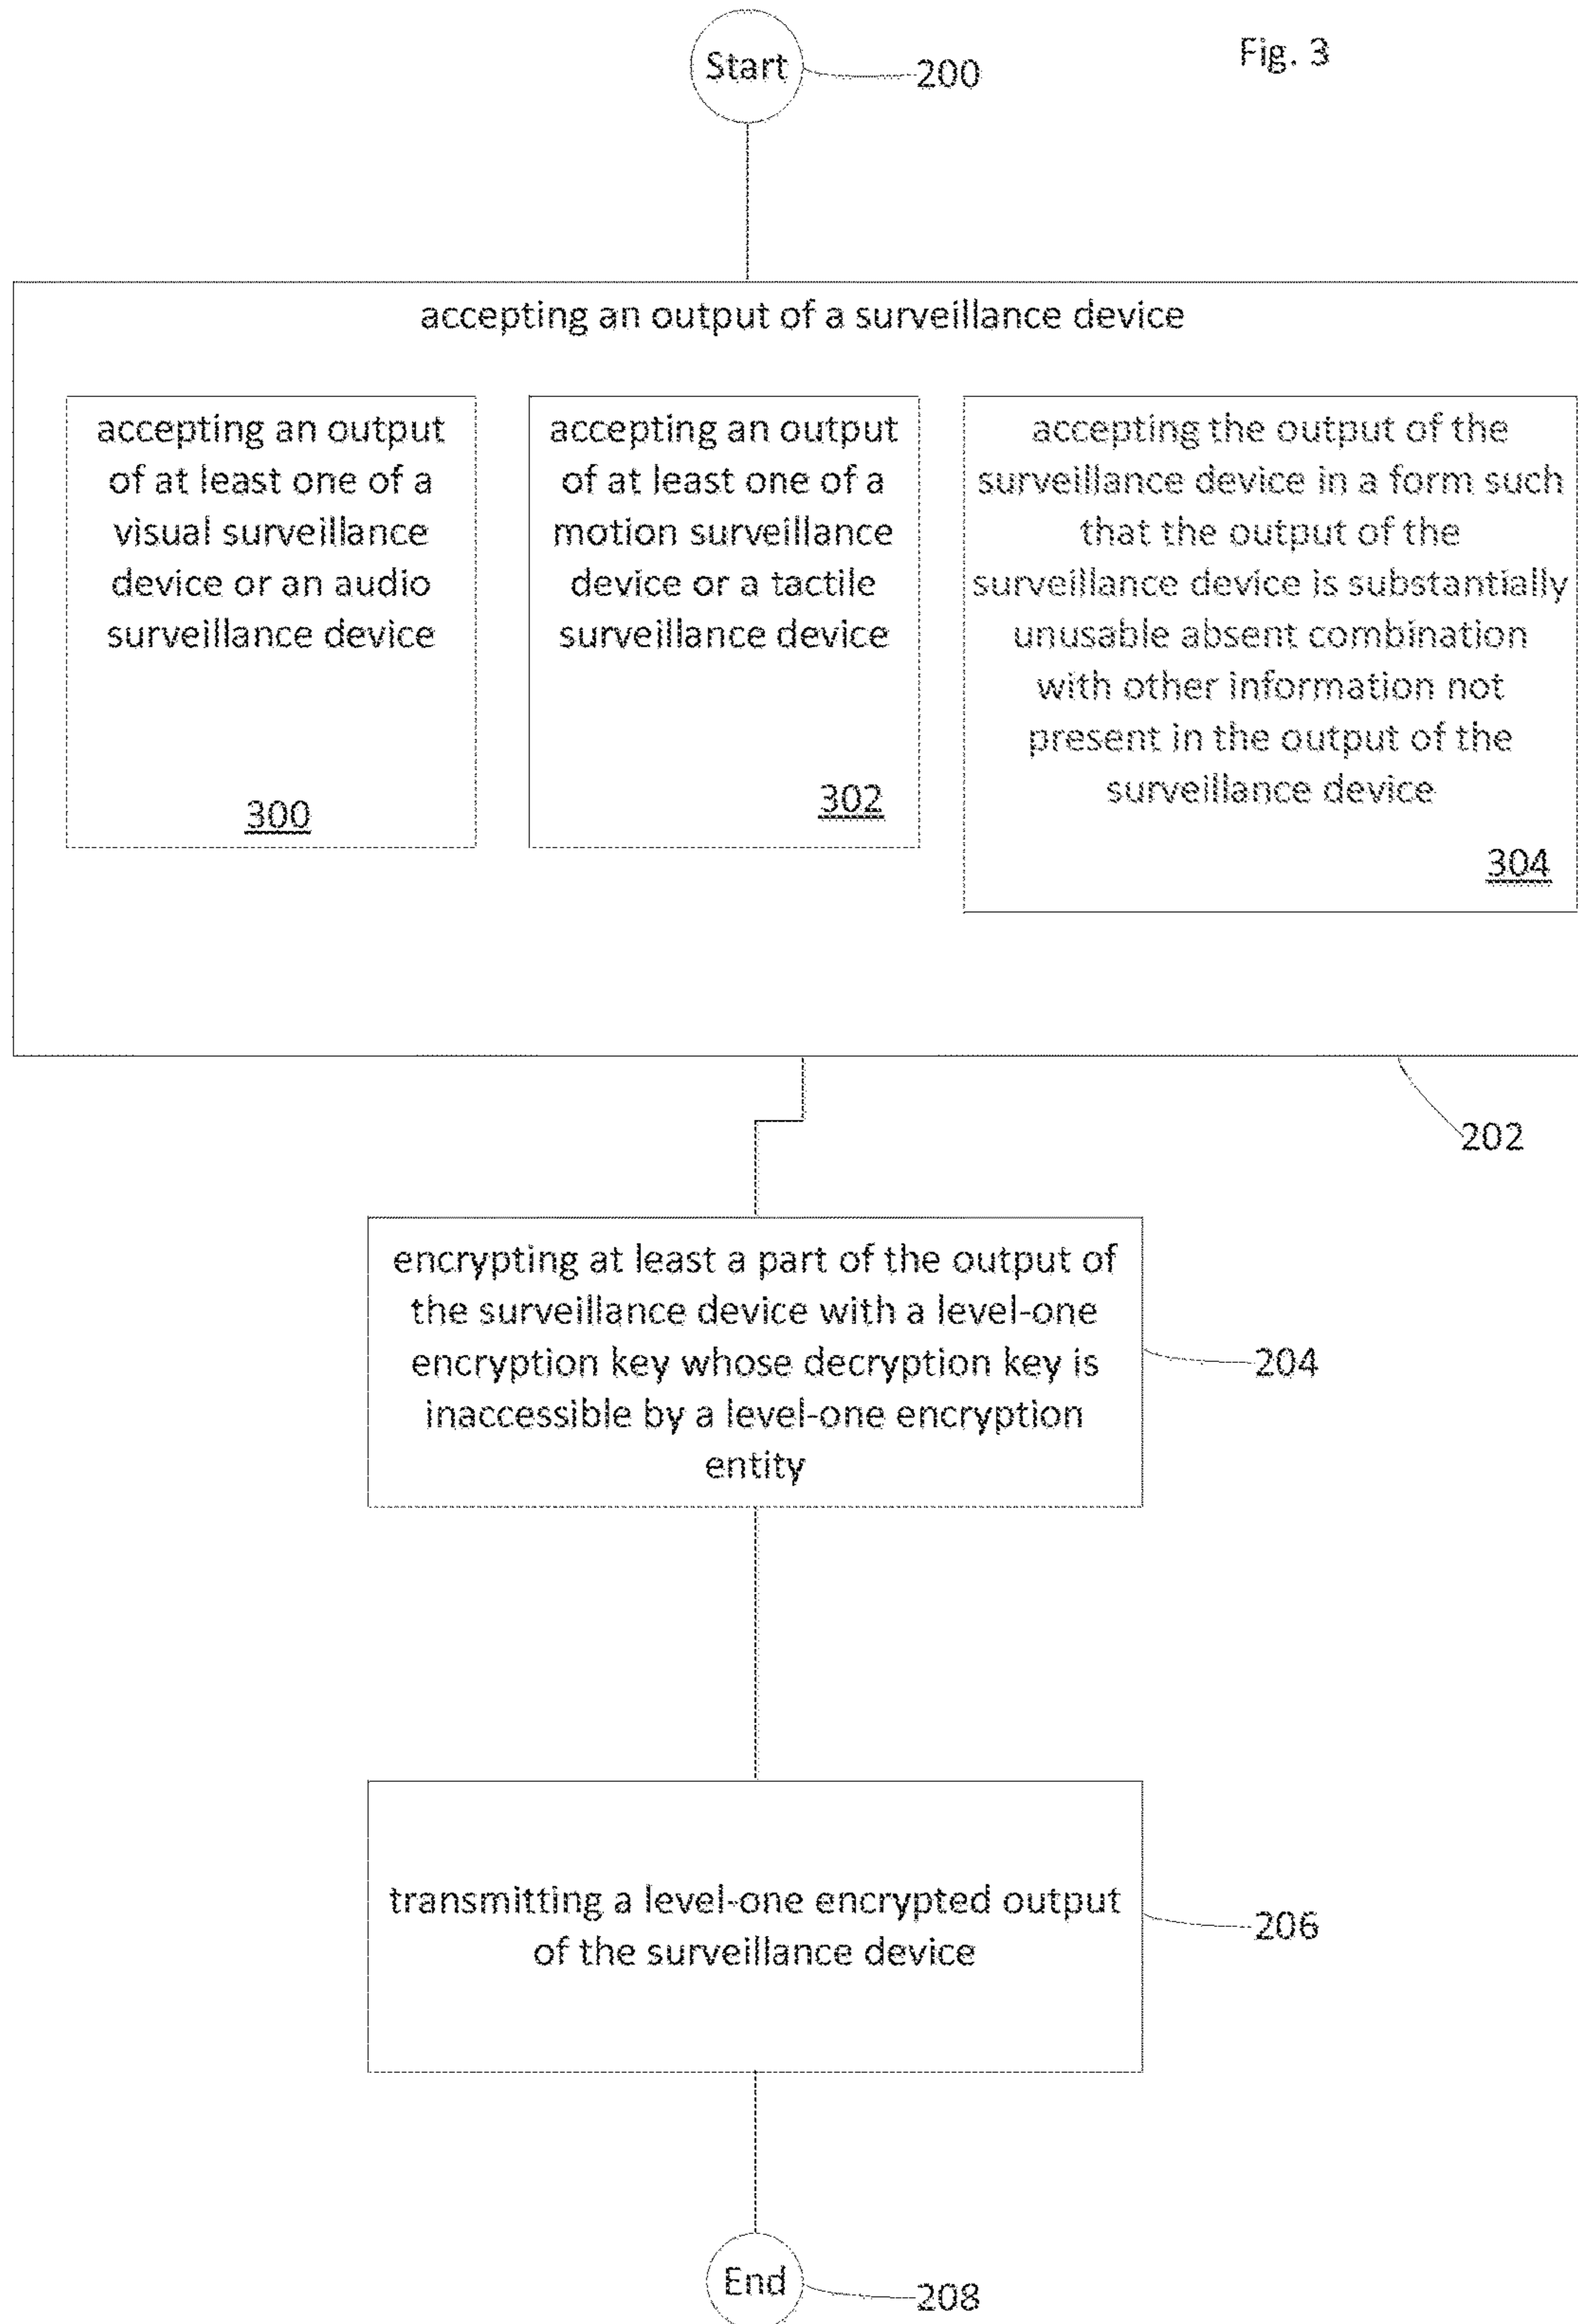 Fig. 3
Start
200
accepting an output of a surveillance device
accepting an output
of at least one of a
visual surveillance
device or an audio
surveillance device
300
accepting an output
of at least one of a
motion surveillance
device or a tactile
surveillance device
302
accepting the output of the
surveillance device in a form such
that the output of the
surveillance device is substantially
unusable absent combination
with other information not
present in the output of the
surveillance device
304
202
encrypting at least a part of the output of
the surveillance device with a level-one
encryption key whose decryption key is
inaccessible by a level-one encryption
entity
204
transmitting a level-one encrypted output
of the surveillance device
206
End
208